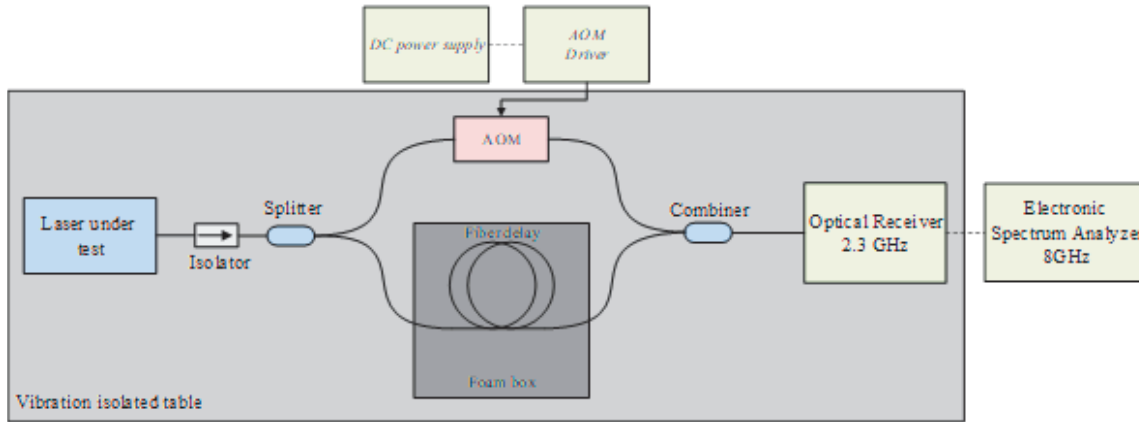 DC power supply
AOM
Driver
AOM
Laser under
test
Isolator
Splitter
Fiberdelay
Foam box
Combiner
Optical Receiver
2.3 GHz
Electronic
Spectrum Analyzer
8GHz
Vibration isolated table